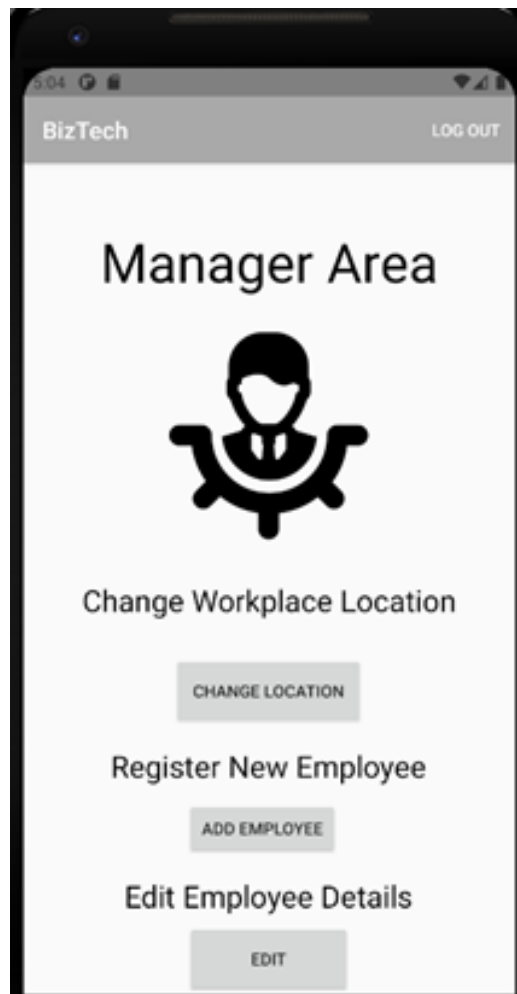 5:04
BizTech LOG OUT
Manager Area
Change Workplace Location
CHANGE LOCATION
Register New Employee
ADD EMPLOYEE
Edit Employee Details
EDIT